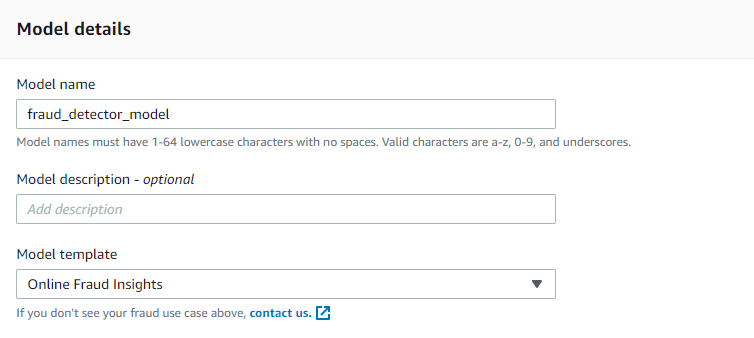 Model details
Model name
fraud_detector_model
Model names must have 1-64 lowercase characters with no spaces. Valid characters are a-z, 0-9, and underscores.
Model description - optional
Add description
Model template
Online Fraud Insights
If you don't see your fraud use case above, contact us.